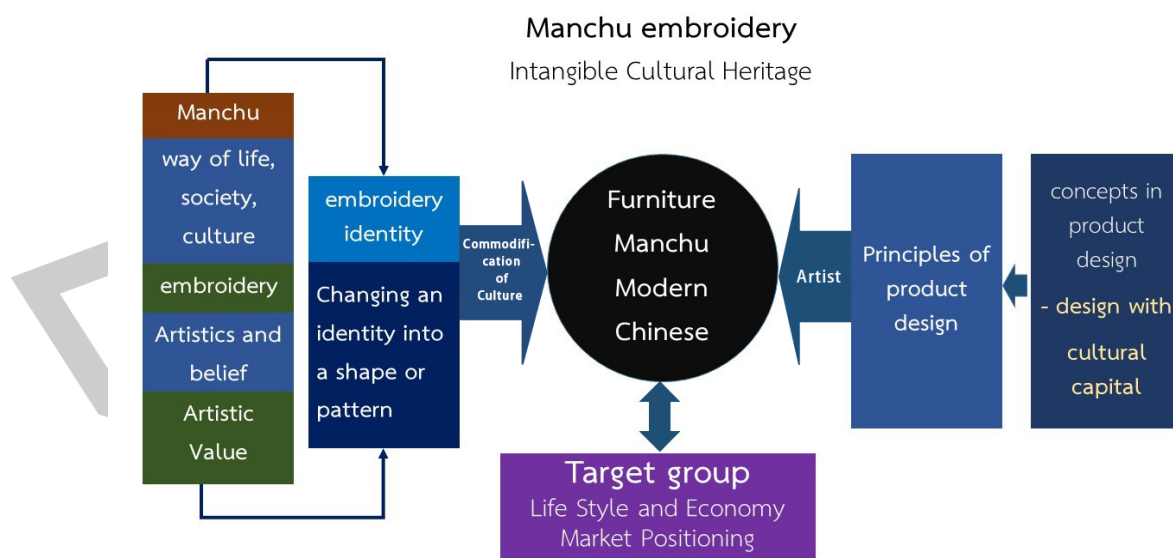 Manchu embroidery
Intangible Cultural Heritage
Manchu
way of life,
society,
culture
embroidery
Artistics and
belief
Artistic
Value
embroidery
identity
Changing an
identity into
a shape or
pattern
Commodifi-
cation
of
Culture
Furniture
Manchu
Modern
Chinese
Artist
Principles of
product
design
concepts in
product
design
- design with
cultural
capital
Target group
Life Style and Economy
Market Positioning